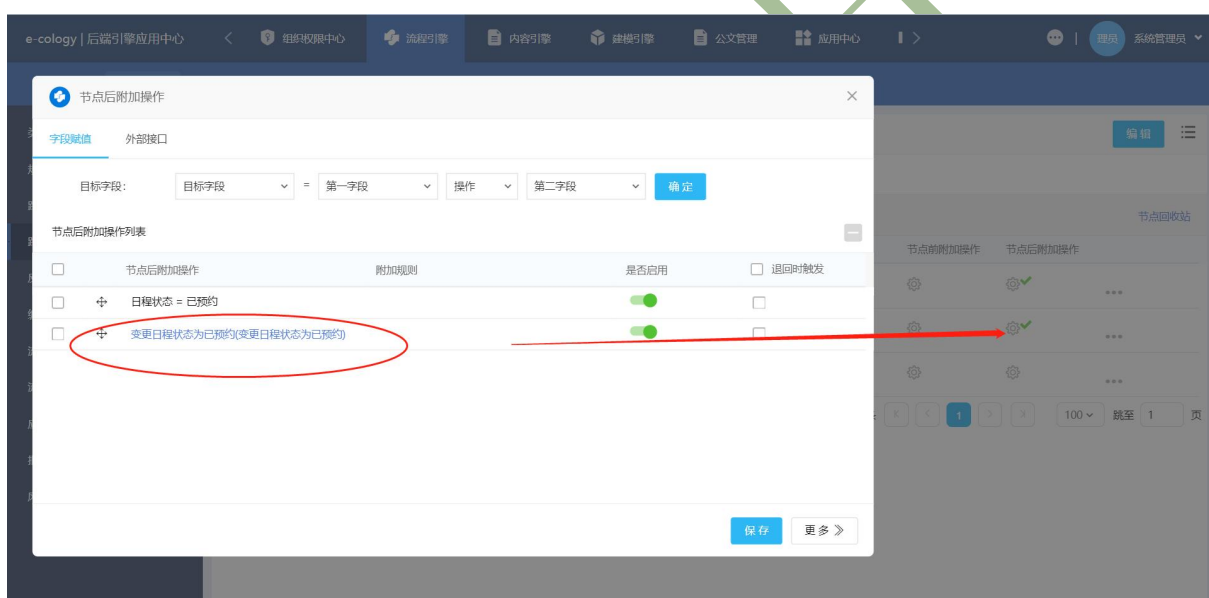 e-cology | 后端引擎应用中心 < 组织权限中心 流程引擎 内容引擎 建模引擎 公文管理 应用中心 > | 理员 系统管理员
节点后附加操作
字段赋值 外部接口
编辑
目标字段: 目标字段 = 第一字段 操作 第二字段 确定
节点回收站
节点后附加操作列表
节点前附加操作 节点后附加操作
节点后附加操作 附加规则 是否启用 退回时触发
日程状态 = 已预约
变更日程状态为已预约(变更日程状态为已预约)
1 100 跳至 1 页
保存 更多 》